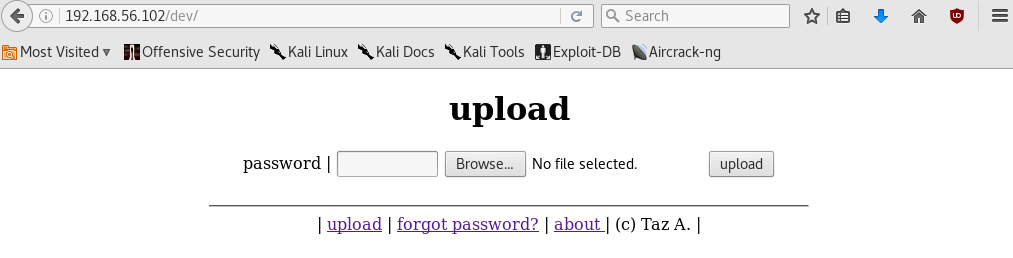 192.168.56.102/dev/ Search
Most Visited Offensive Security Kali Linux Kali Docs Kali Tools Exploit-DB Aircrack-ng
upload
password | Browse... No file selected. upload
| upload | forgot password? | about | (c) Taz A. |